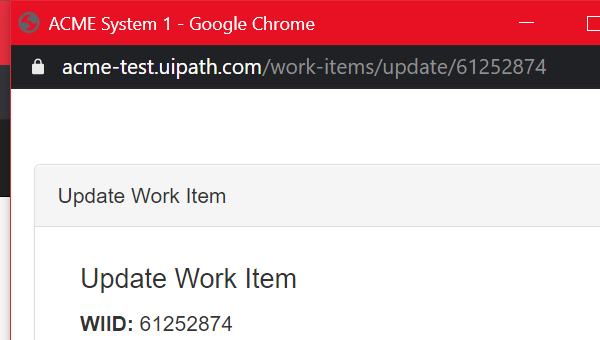 ACME System 1 - Google Chrome
acme-test.uipath.com/work-items/update/61252874
Update Work Item
Update Work Item
WIID: 61252874